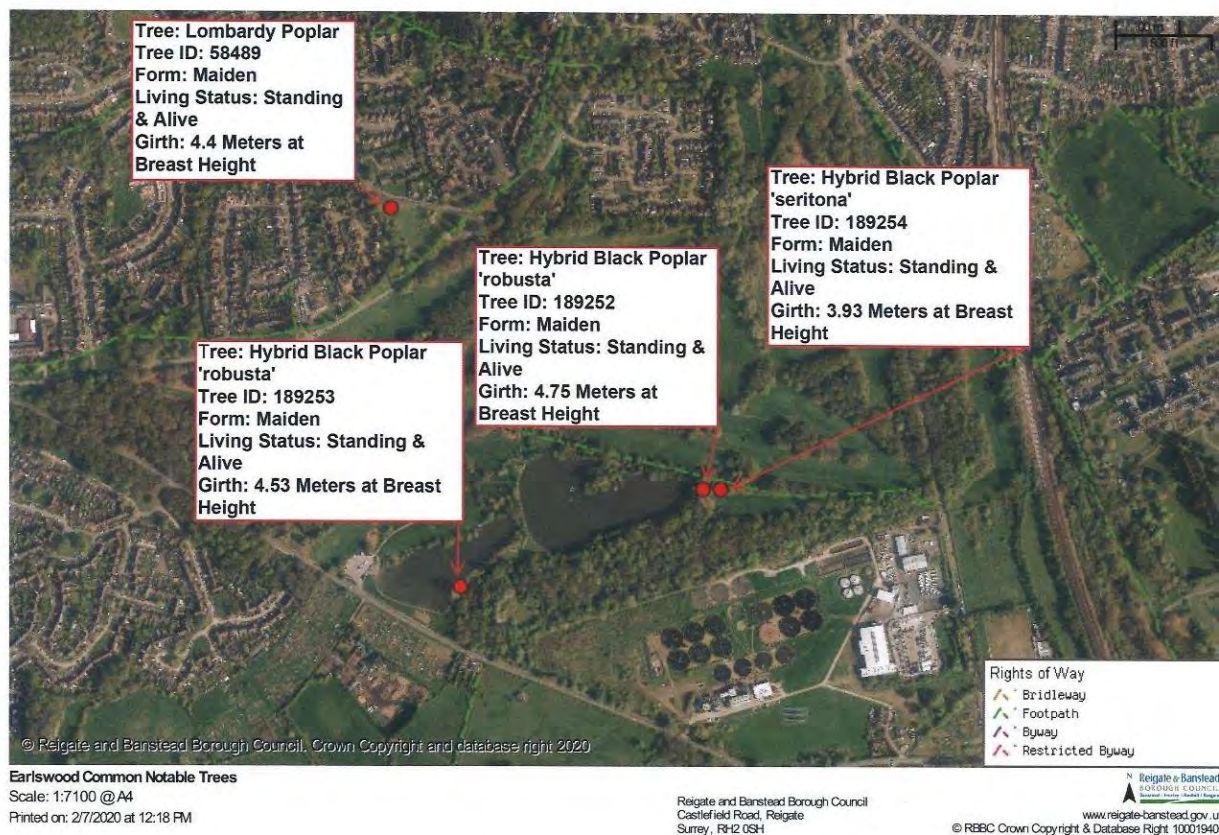 Tree: Lombardy Poplar
Tree ID: 58489
Form: Maiden
Living Status: Standing
& Alive
Girth: 4.4 Meters at
Breast Height
Tree: Hybrid Black Poplar
'seritona'
Tree ID: 189254
Form: Maiden
Living Status: Standing &
Alive
Girth: 3.93 Meters at Breast
Height
Tree: Hybrid Black Poplar
'robusta'
Tree ID: 189252
Form: Maiden
Living Status: Standing &
Alive
Girth: 4.75 Meters at
Breast Height
Tree: Hybrid Black Poplar
'robusta'
Tree ID: 189253
Form: Maiden
Living Status: Standing &
Alive
Girth: 4.53 Meters at Breast
Height
Rights of Way
Bridleway
Footpath
Byway
Restricted Byway
© Reigate and Banstead Borough Council. Crown Copyright and database right 2020
Earlswood Common Notable Trees
Scale: 1:7100 @ A4
Printed on: 2/7/2020 at 12:18 PM
Reigate and Banstead Borough Council
Castlefield Road, Reigate
Surrey, RH2 0SH
N
Reigate & Banstead
BOROUGH COUNCIL
www.reigate-banstead.gov.u
© RBBC Crown Copyright & Database Right 10001940